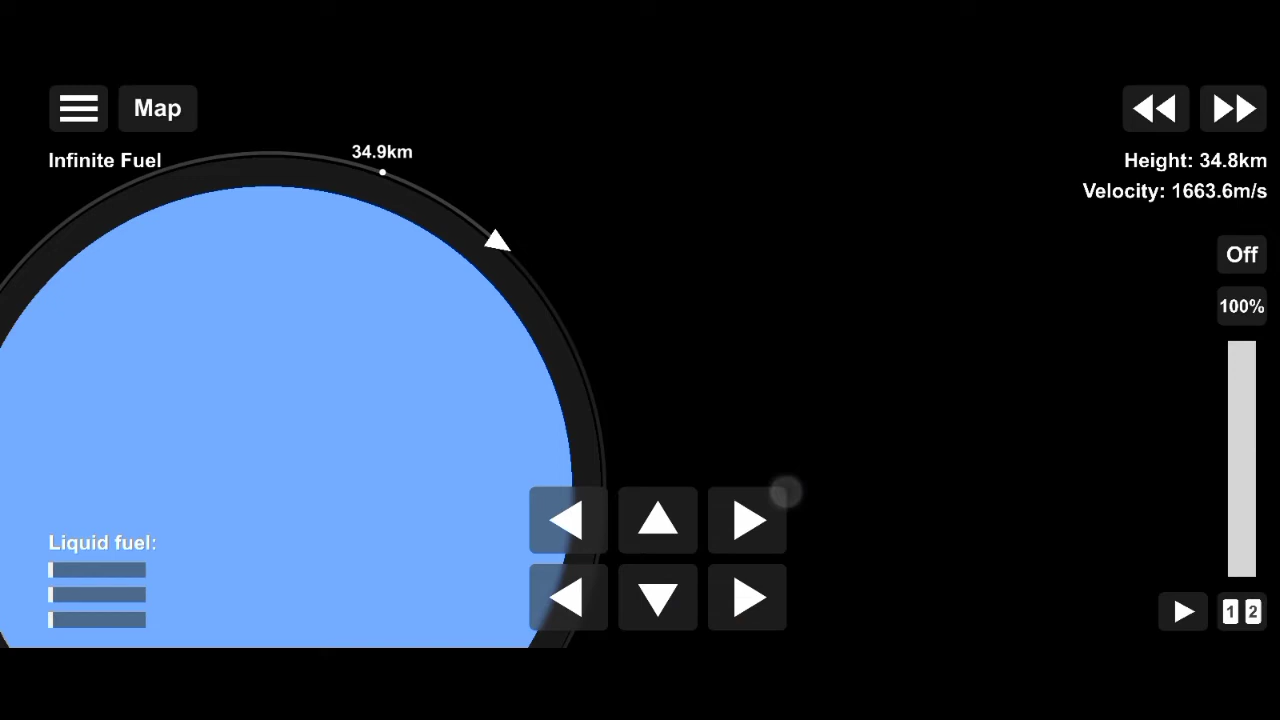 Map
Infinite Fuel
34.9km
Height: 34.8km
Velocity: 1663.6m/s
Off
100%
Liquid fuel:
1 2